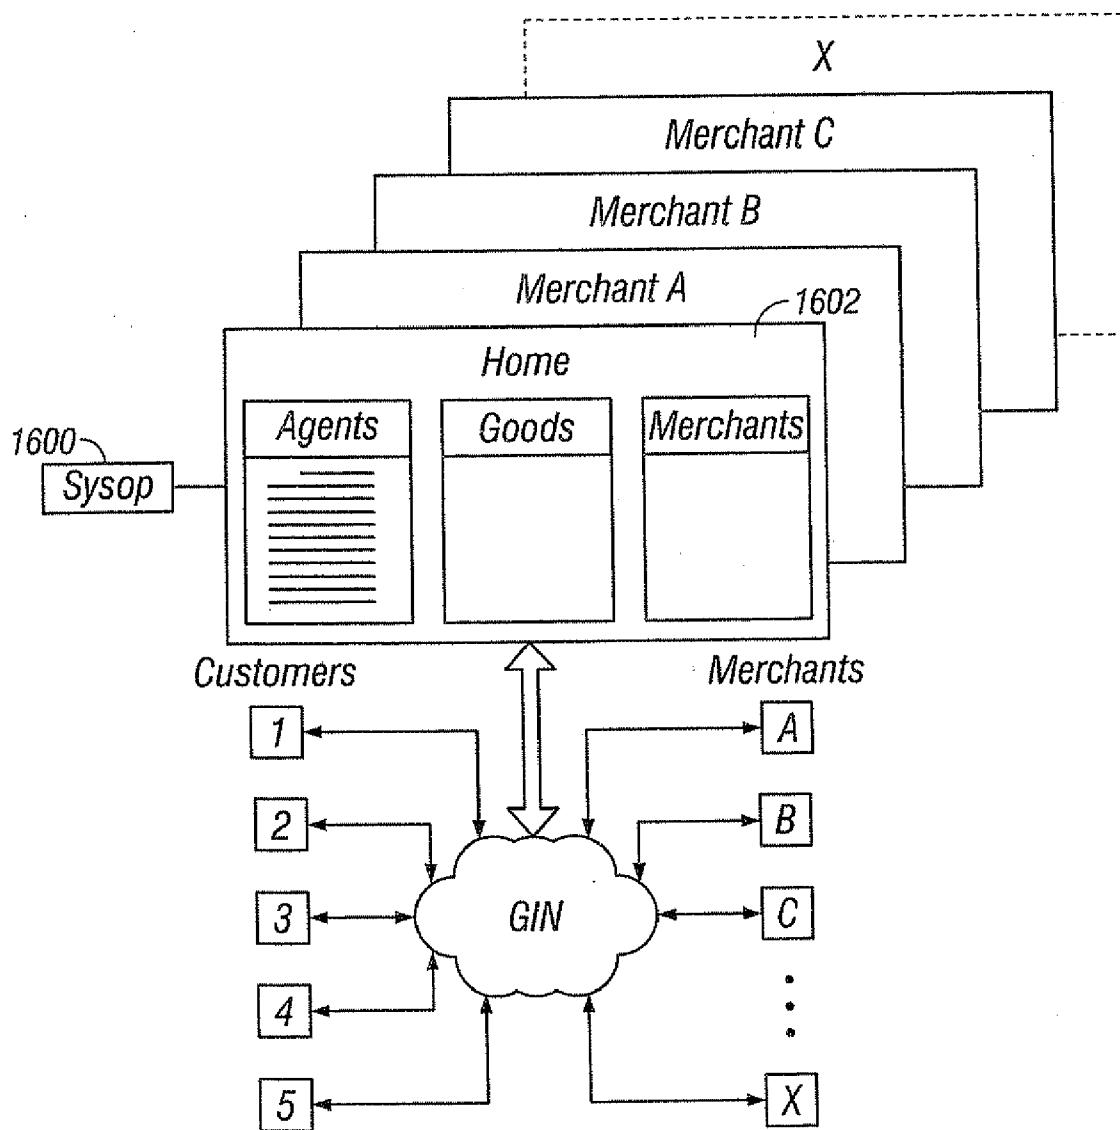 X
Merchant C
Merchant B
Merchant A
1602
Home
Agents Goods Merchants
1600
Sysop
Customers Merchants
1 A
2 B
3 GIN C
4
5 X